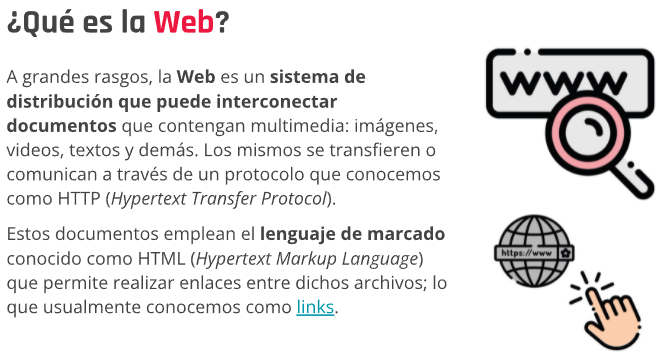 ¿Qué es la Web?
A grandes rasgos, la Web es un sistema de
distribución que puede interconectar
documentos que contengan multimedia: imágenes,
videos, textos y demás. Los mismos se transfieren o
comunican a través de un protocolo que conocemos
como HTTP (Hypertext Transfer Protocol).
Estos documentos emplean el lenguaje de marcado
conocido como HTML (Hypertext Markup Language)
que permite realizar enlaces entre dichos archivos; lo
que usualmente conocemos como links.
www
https://www